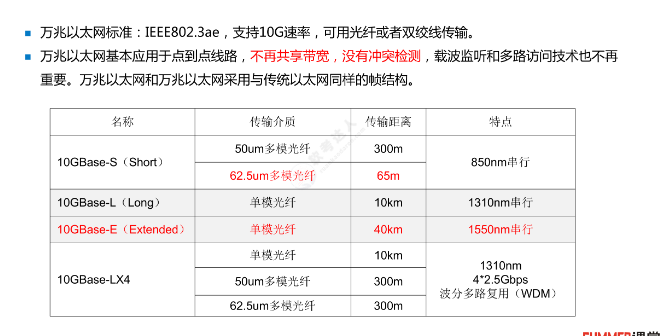 万兆以太网标准：IEEE802.3ae，支持10G速率，可用光纤或者双绞线传输。
万兆以太网基本应用于点到点线路，不再共享带宽，没有冲突检测，载波监听和多路访问技术也不再
重要。万兆以太网和万兆以太网采用与传统以太网同样的帧结构。
名称 传输介质 传输距离 特点
10GBase-S（Short） 50um多模光纤 300m 850nm串行
62.5um多模光纤 65m
10GBase-L（Long） 单模光纤 10km 1310nm串行
10GBase-E（Extended） 单模光纤 40km 1550nm串行
10GBase-LX4 单模光纤 10km 1310nm
50um多模光纤 300m 4*2.5Gbps
62.5um多模光纤 300m 波分多路复用（WDM）